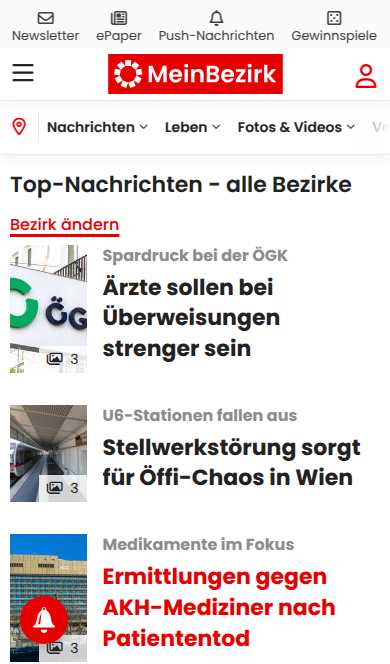 Newsletter ePaper Push-Nachrichten Gewinnspiele
MeinBezirk
Nachrichten Leben Fotos & Videos
Top-Nachrichten - alle Bezirke
Bezirk ändern
Spardruck bei der ÖGK
Ärzte sollen bei
Überweisungen
strenger sein
ÖG
3
U6-Stationen fallen aus
Stellwerkstörung sorgt
für Öffi-Chaos in Wien
3
Medikamente im Fokus
Ermittlungen gegen
AKH-Mediziner nach
Patiententod
3